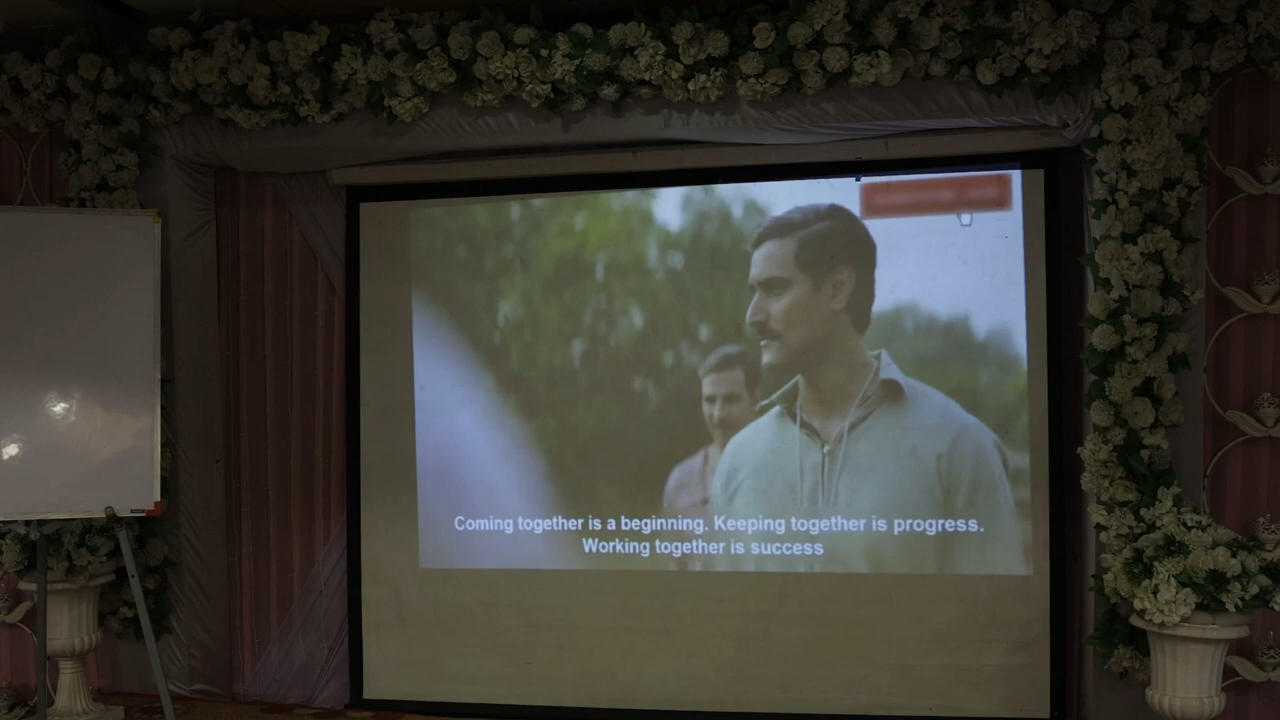 Coming together is a beginning. Keeping together is progress.
Working together is success